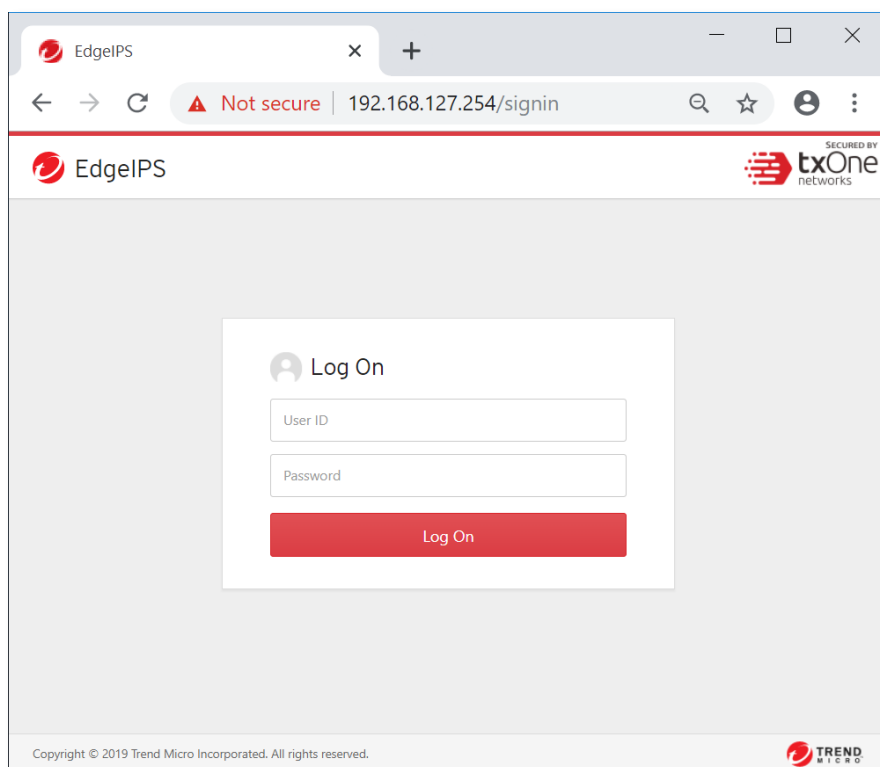 EdgeIPS
Not secure 192.168.127.254/signin
EdgeIPS
SECURED BY
txOne
networks
Log On
User ID
Password
Log On
Copyright © 2019 Trend Micro Incorporated. All rights reserved.
TREND
MICRO